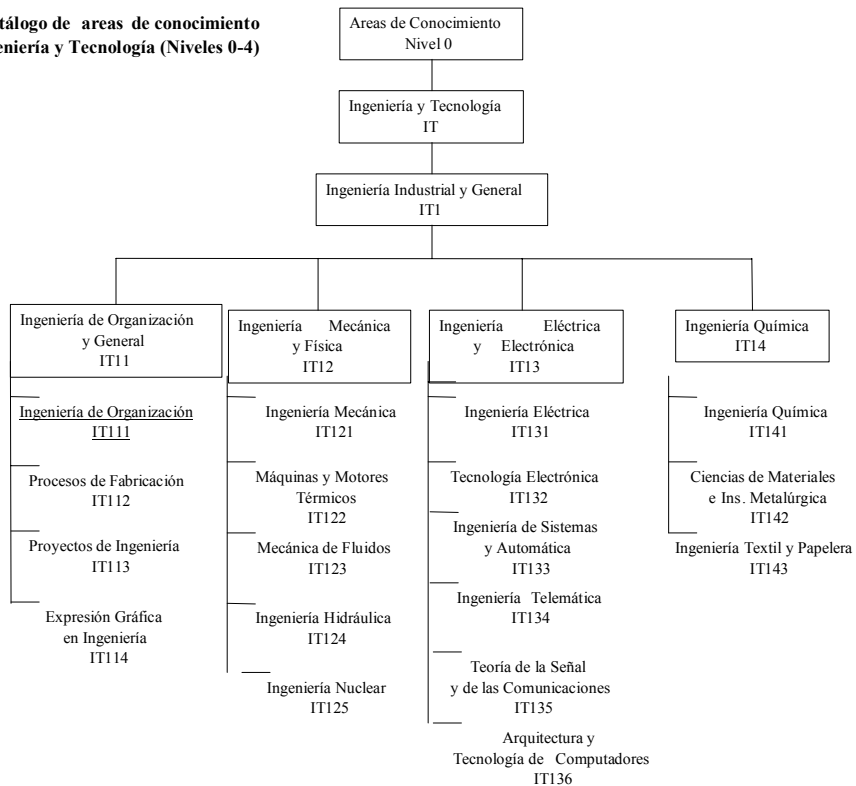 tálogo de areas de conocimiento
eniería y Tecnología (Niveles 0-4)
Areas de Conocimiento
Nivel 0
Ingeniería y Tecnología
IT
Ingeniería Industrial y General
IT1
Ingeniería de Organización
y General
IT11
Ingeniería Mecánica
y Física
IT12
Ingeniería Eléctrica
y Electrónica
IT13
Ingeniería Química
IT14
Ingeniería de Organización
IT111
Procesos de Fabricación
IT112
Proyectos de Ingeniería
IT113
Expresión Gráfica
en Ingeniería
IT114
Ingeniería Mecánica
IT121
Máquinas y Motores
Térmicos
IT122
Mecánica de Fluidos
IT123
Ingeniería Hidráulica
IT124
Ingeniería Nuclear
IT125
Ingeniería Eléctrica
IT131
Tecnología Electrónica
IT132
Ingeniería de Sistemas
y Automática
IT133
Ingeniería Telemática
IT134
Teoría de la Señal
y de las Comunicaciones
IT135
Arquitectura y
Tecnología de Computadores
IT136
Ingeniería Química
IT141
Ciencias de Materiales
e Ins. Metalúrgica
IT142
Ingeniería Textil y Papelera
IT143